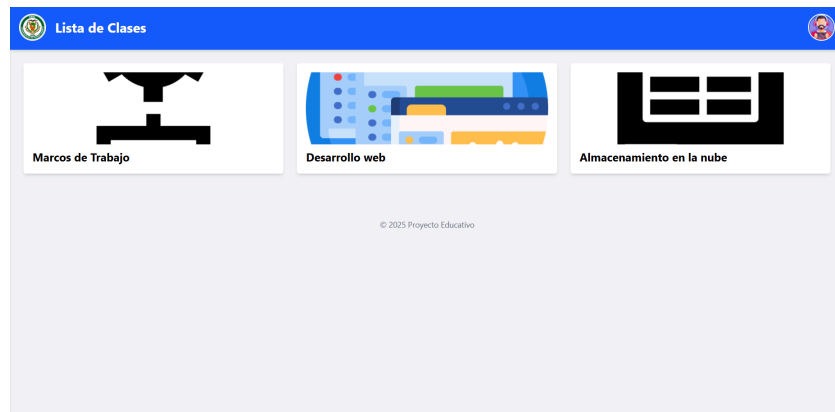 Lista de Clases
Marcos de Trabajo
Desarrollo web
Almacenamiento en la nube
© 2025 Proyecto Educativo